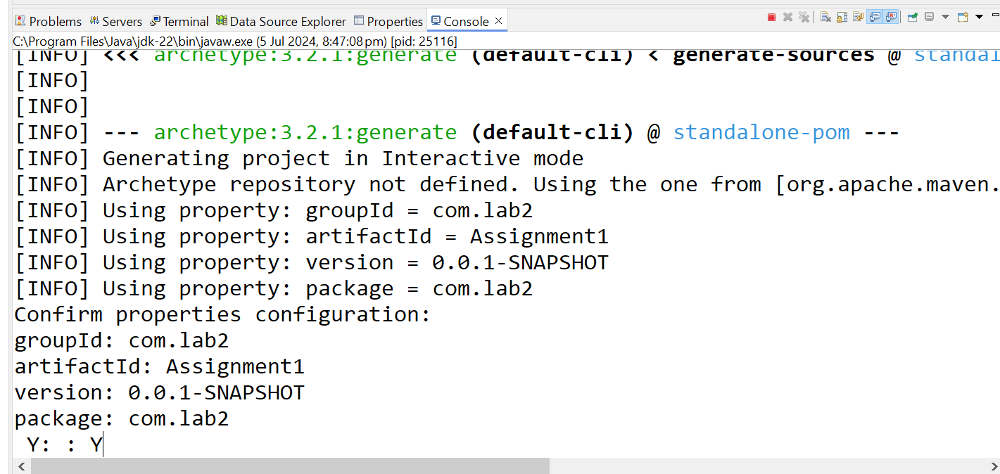 Problems Servers Terminal Data Source Explorer Properties Console
C:\Program Files\Java\jdk-22\bin\javaw.exe (5 Jul 2024, 8:47:08 pm) [pid: 25116]
[INFO] <<< archetype:3.2.1:generate (default-cli) < generate-sources @ standal
[INFO]
[INFO]
[INFO] --- archetype:3.2.1:generate (default-cli) @ standalone-pom ---
[INFO] Generating project in Interactive mode
[INFO] Archetype repository not defined. Using the one from [org.apache.maven.
[INFO] Using property: groupId = com.lab2
[INFO] Using property: artifactId = Assignment1
[INFO] Using property: version = 0.0.1-SNAPSHOT
[INFO] Using property: package = com.lab2
Confirm properties configuration:
groupId: com.lab2
artifactId: Assignment1
version: 0.0.1-SNAPSHOT
package: com.lab2
Y: : Y